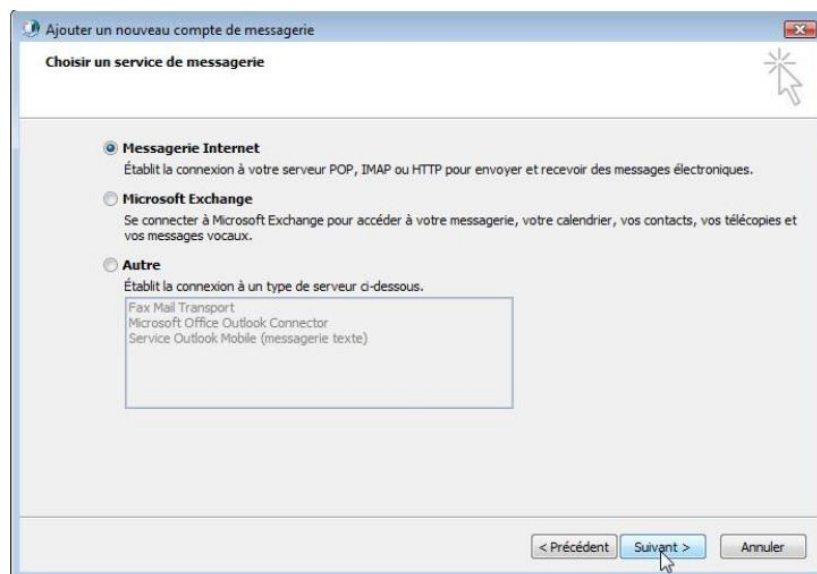 Ajouter un nouveau compte de messagerie
Choisir un service de messagerie
Messagerie Internet
Établit la connexion à votre serveur POP, IMAP ou HTTP pour envoyer et recevoir des messages électroniques.
Microsoft Exchange
Se connecter à Microsoft Exchange pour accéder à votre messagerie, votre calendrier, vos contacts, vos télécopies et
vos messages vocaux.
Autre
Établit la connexion à un type de serveur ci-dessous.
Fax Mail Transport
Microsoft Office Outlook Connector
Service Outlook Mobile (messagerie texte)
< Précédent Suivant > Annuler